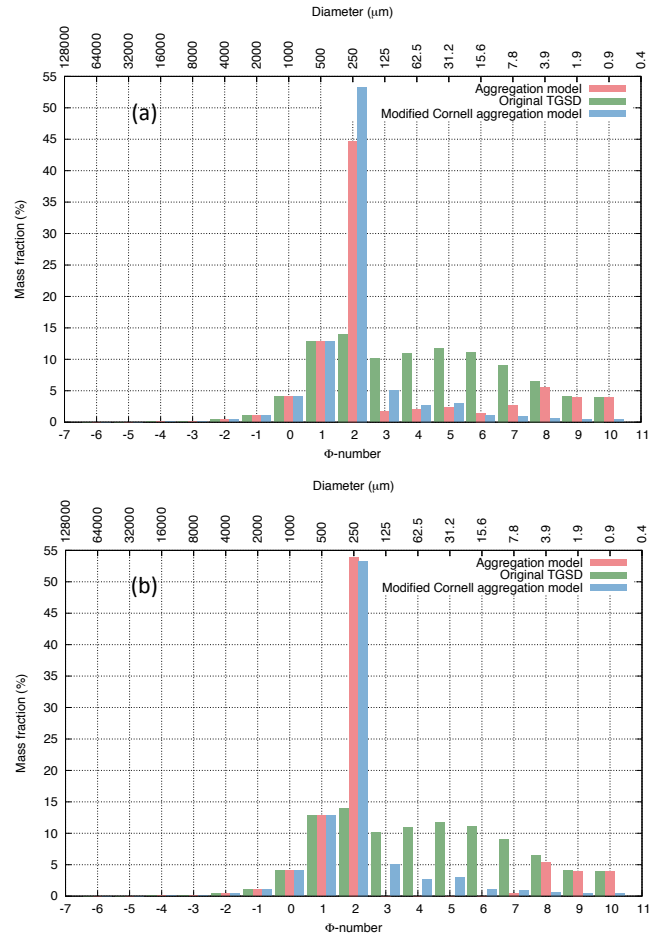 Diameter (μm)
128000 64000 32000 16000 8000 4000 2000 1000 500 250 125 62.5 31.2 15.6 7.8 3.9 1.9 0.9 0.4
(a)
Aggregation model
Original TGSD
Modified Cornell aggregation model
Mass fraction (%)
55
50
45
40
35
30
25
20
15
10
5
0
-7 -6 -5 -4 -3 -2 -1 0 1 2 3 4 5 6 7 8 9 10 11
Φ-number
Diameter (μm)
128000 64000 32000 16000 8000 4000 2000 1000 500 250 125 62.5 31.2 15.6 7.8 3.9 1.9 0.9 0.4
(b)
Aggregation model
Original TGSD
Modified Cornell aggregation model
Mass fraction (%)
55
50
45
40
35
30
25
20
15
10
5
0
-7 -6 -5 -4 -3 -2 -1 0 1 2 3 4 5 6 7 8 9 10 11
Φ-number